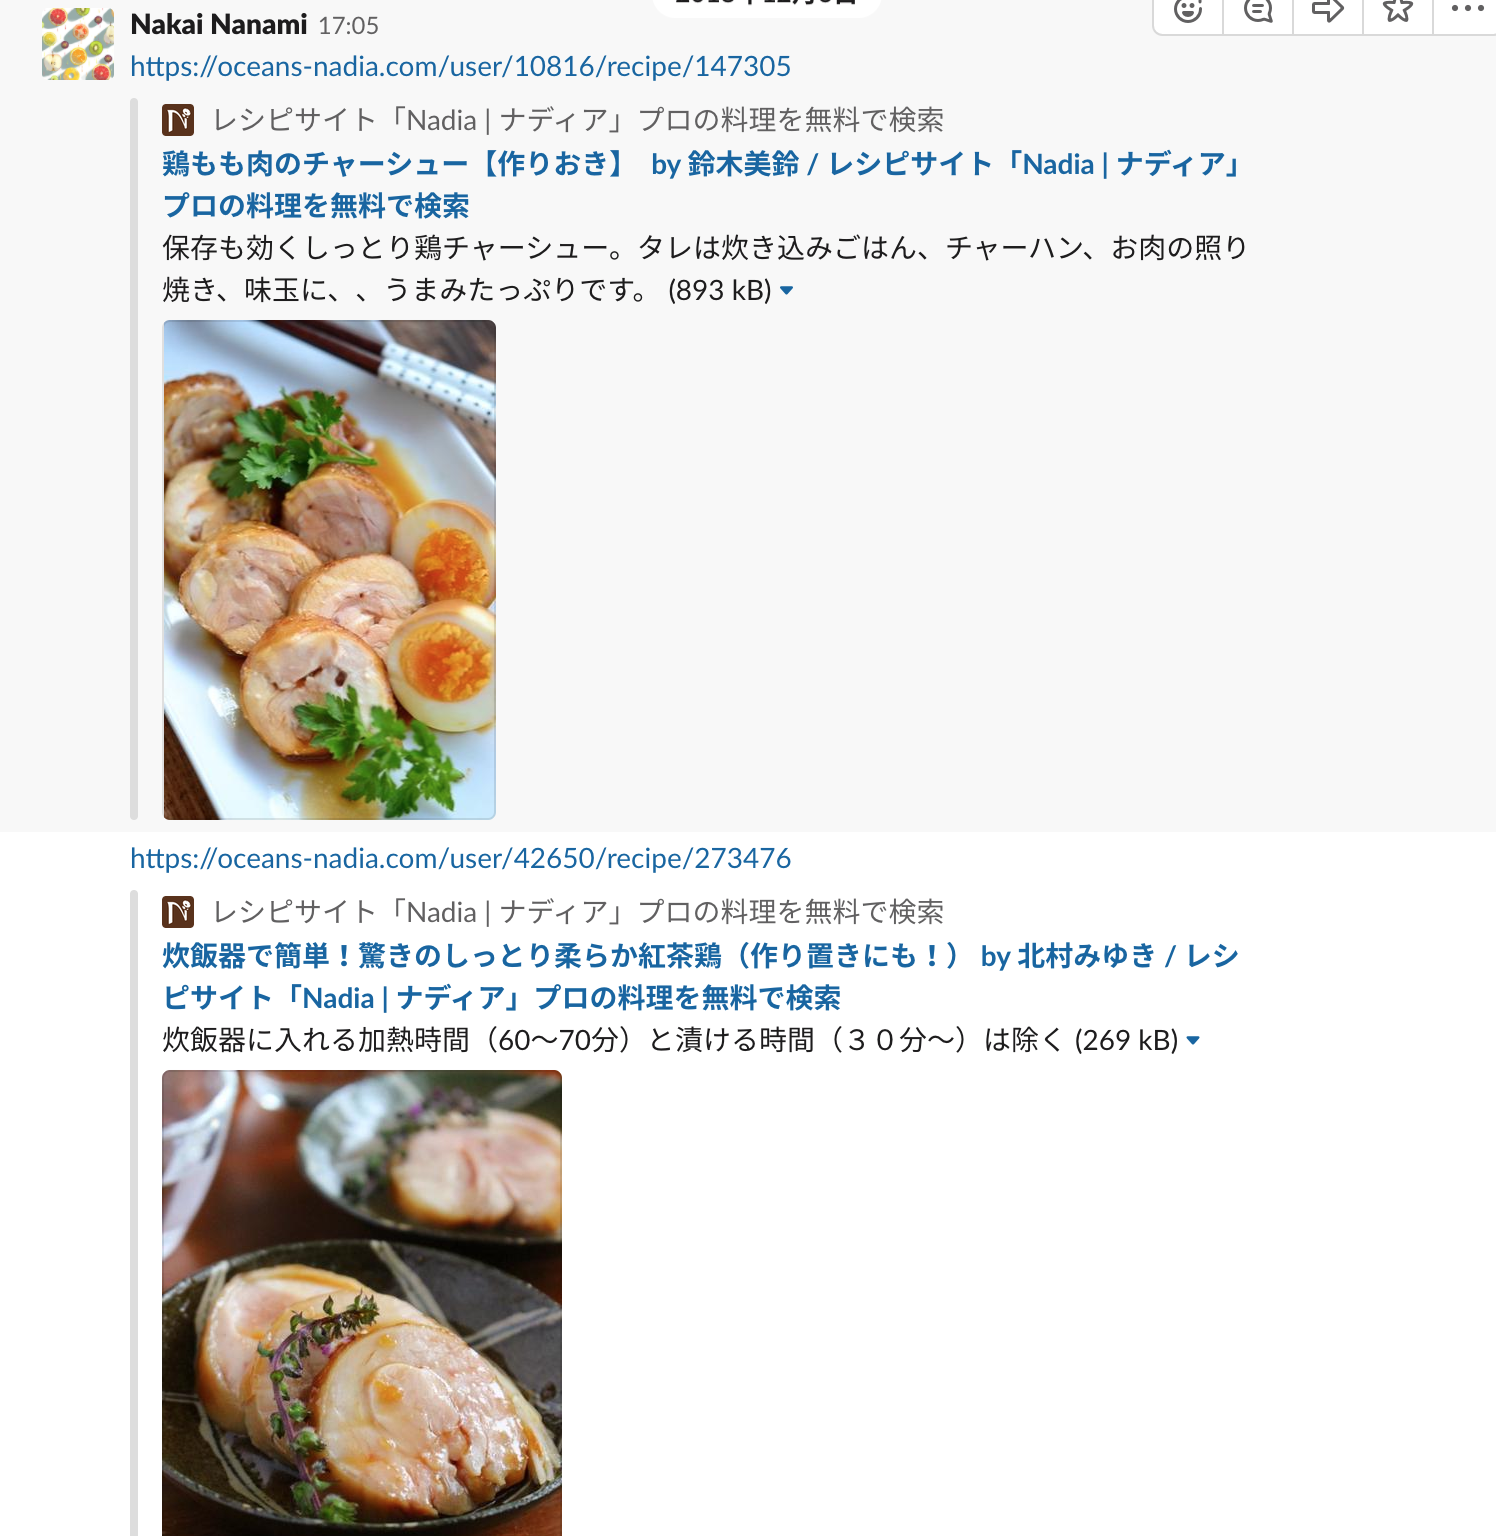 Nakai Nanami 17:05
https://oceans-nadia.com/user/10816/recipe/147305
レシピサイト「Nadia | ナディア」プロの料理を無料で検索
鶏もも肉のチャーシュー【作りおき】 by 鈴木美鈴 / レシピサイト「Nadia | ナディア」
プロの料理を無料で検索
保存も効くしっとり鶏チャーシュー。タレは炊き込みごはん、チャーハン、お肉の照り
焼き、味玉に、、うまみたっぷりです。 (893 kB)
https://oceans-nadia.com/user/42650/recipe/273476
レシピサイト「Nadia | ナディア」プロの料理を無料で検索
炊飯器で簡単！驚きのしっとり柔らか紅茶鶏（作り置きにも！） by 北村みゆき / レシ
ピサイト「Nadia | ナディア」プロの料理を無料で検索
炊飯器に入れる加熱時間（60〜70分）と漬ける時間（３０分〜）は除く (269 kB)